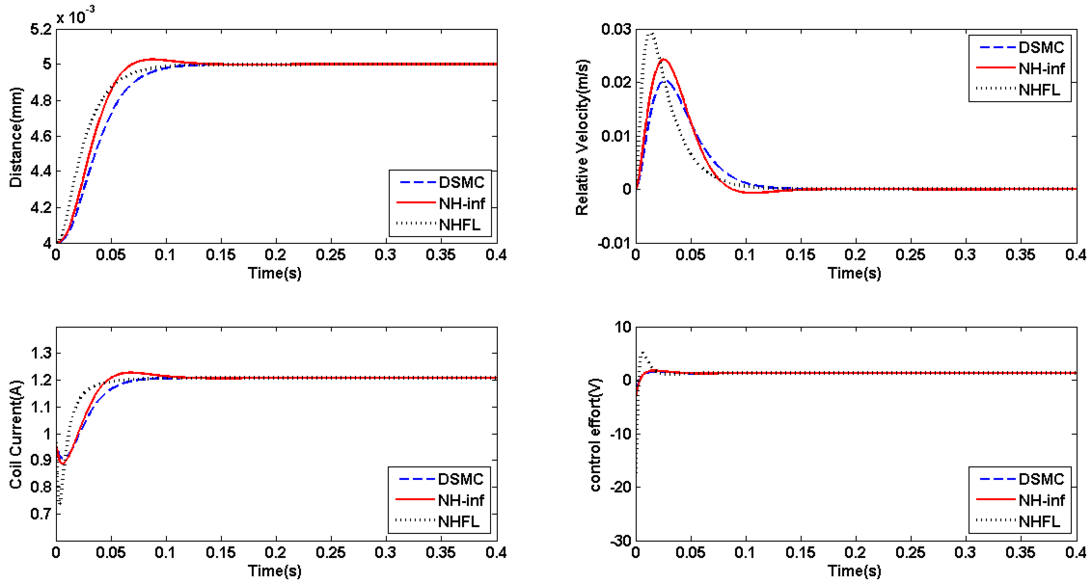 x 10⁻³
5.2
5
4.8
4.6
4.4
4.2
4
Distance(mm)
DSMC
NH-inf
NHFL
0 0.05 0.1 0.15 0.2 0.25 0.3 0.35 0.4
Time(s)
0.03
0.02
0.01
0
-0.01
Relative Velocity(m/s)
DSMC
NH-inf
NHFL
0 0.05 0.1 0.15 0.2 0.25 0.3 0.35 0.4
Time(s)
1.3
1.2
1.1
1
0.9
0.8
0.7
Coil Current(A)
DSMC
NH-inf
NHFL
0 0.05 0.1 0.15 0.2 0.25 0.3 0.35 0.4
Time(s)
10
0
-10
-20
-30
control effort(V)
DSMC
NH-inf
NHFL
0 0.05 0.1 0.15 0.2 0.25 0.3 0.35 0.4
Time(s)